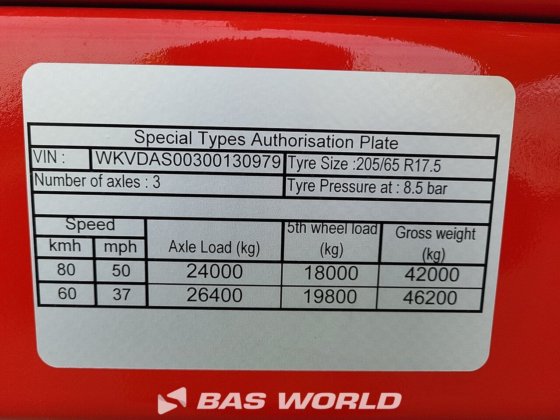 Special Types Authorisation Plate
VIN : WKVDAS00300130979 Tyre Size :205/65 R17.5
Number of axles : 3 Tyre Pressure at : 8.5 bar
Speed Axle Load (kg) 5th wheel load (kg) Gross weight (kg)
kmh mph
80 50 24000 18000 42000
60 37 26400 19800 46200
BAS WORLD